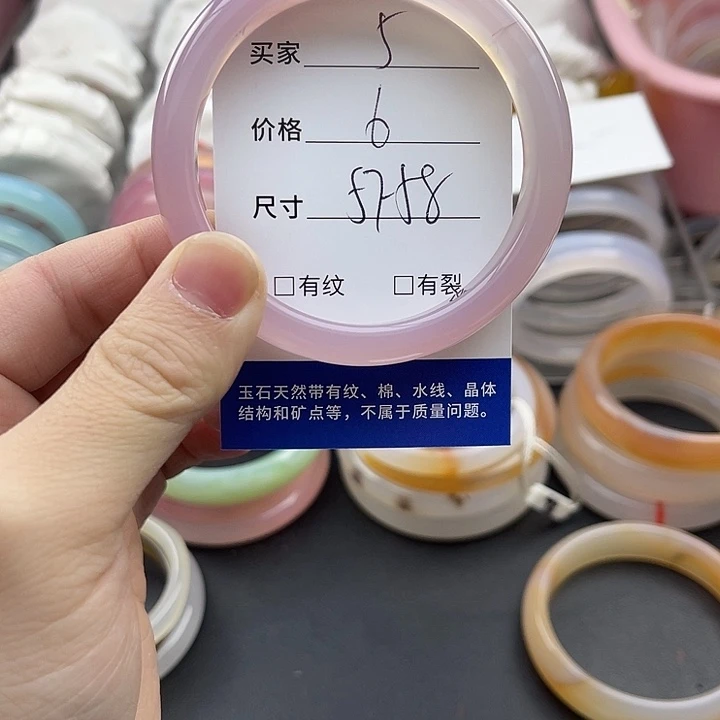 买家 5
价格 6
尺寸 57-58
□有纹 □有裂
玉石天然带有纹、棉、水线、晶体
结构和矿点等，不属于质量问题。